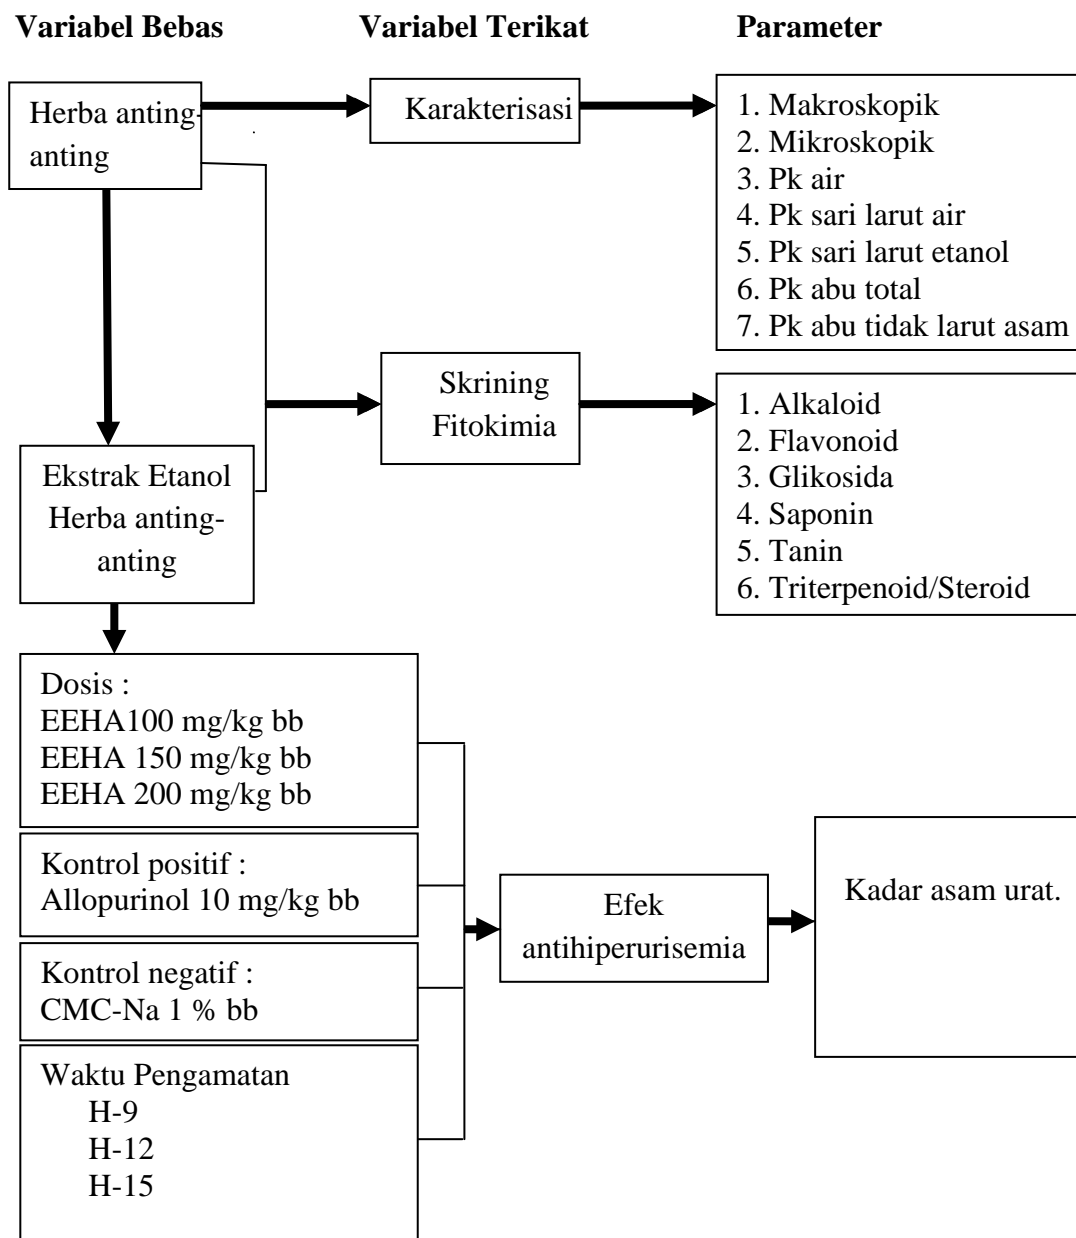 Variabel Bebas
Variabel Terikat
Parameter
Herba anting-
anting
Karakterisasi
1. Makroskopik
2. Mikroskopik
3. Pk air
4. Pk sari larut air
5. Pk sari larut etanol
6. Pk abu total
7. Pk abu tidak larut asam
Skrining
Fitokimia
1. Alkaloid
2. Flavonoid
3. Glikosida
4. Saponin
5. Tanin
6. Triterpenoid/Steroid
Ekstrak Etanol
Herba anting-
anting
Dosis :
EEHA100 mg/kg bb
EEHA 150 mg/kg bb
EEHA 200 mg/kg bb
Kontrol positif :
Allopurinol 10 mg/kg bb
Kontrol negatif :
CMC-Na 1 % bb
Waktu Pengamatan
H-9
H-12
H-15
Efek
antihiperurisemia
Kadar asam urat.